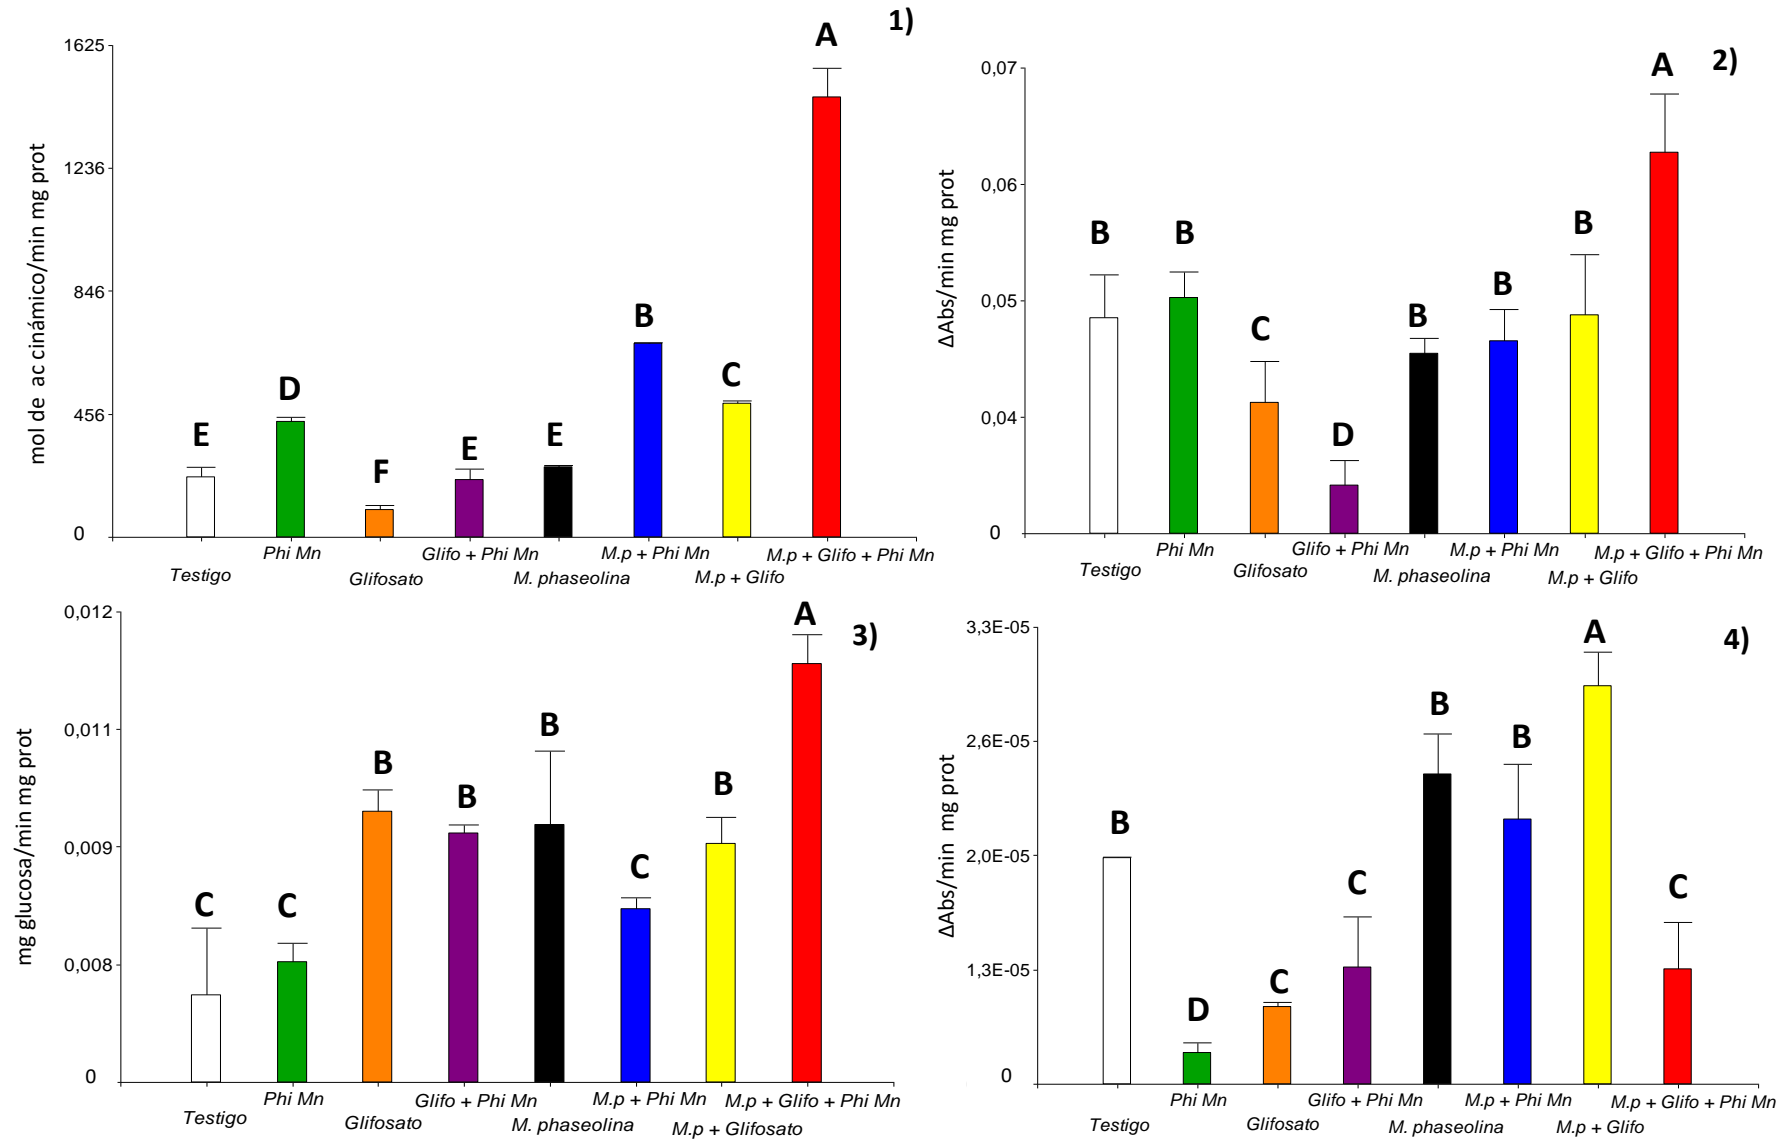 1)
mol de ac cinámico/min mg prot
1625
1236
846
456
0
E
D
F
E
E
B
C
A
Testigo
Phi Mn
Glifosato
Glifo + Phi Mn
M. phaseolina
M.p + Phi Mn
M.p + Glifo
M.p + Glifo + Phi Mn
2)
ΔAbs/min mg prot
0,07
0,06
0,05
0,04
0
B
B
C
D
B
B
B
A
Testigo
Phi Mn
Glifosato
Glifo + Phi Mn
M. phaseolina
M.p + Phi Mn
M.p + Glifo
M.p + Glifo + Phi Mn
3)
mg glucosa/min mg prot
0,012
0,011
0,009
0,008
0
C
C
B
B
B
C
B
A
Testigo
Phi Mn
Glifosato
Glifo + Phi Mn
M. phaseolina
M.p + Phi Mn
M.p + Glifosato
M.p + Glifo + Phi Mn
4)
ΔAbs/min mg prot
3,3E-05
2,6E-05
2,0E-05
1,3E-05
0
B
D
C
C
B
B
A
C
Testigo
Phi Mn
Glifosato
Glifo + Phi Mn
M. phaseolina
M.p + Phi Mn
M.p + Glifo
M.p + Glifo + Phi Mn